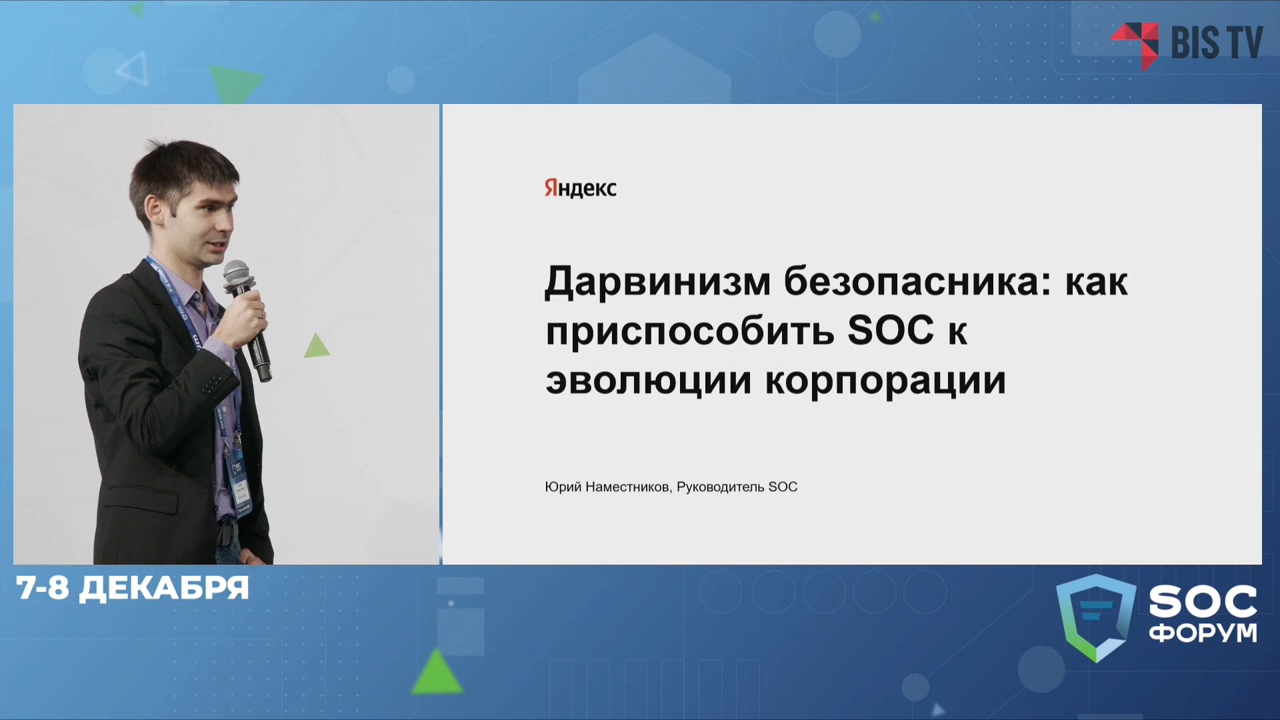 BIS TV
Яндекс
Дарвинизм безопасника: как
приспособить SOC к
эволюции корпорации
Юрий Наместников, Руководитель SOC
7-8 ДЕКАБРЯ
SOC
ФОРУМ